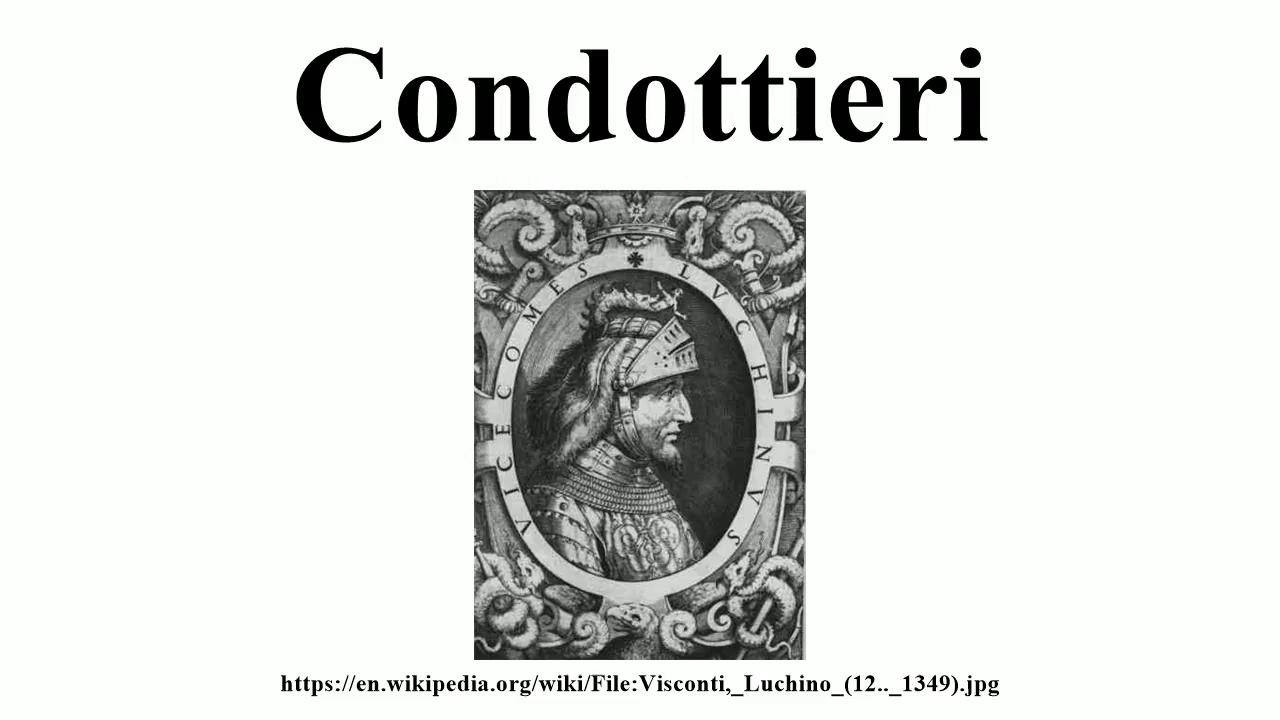 Condottieri
VICECOMES ✠ LVCHINVS
https://en.wikipedia.org/wiki/File:Visconti,_Luchino_(12.._1349).jpg